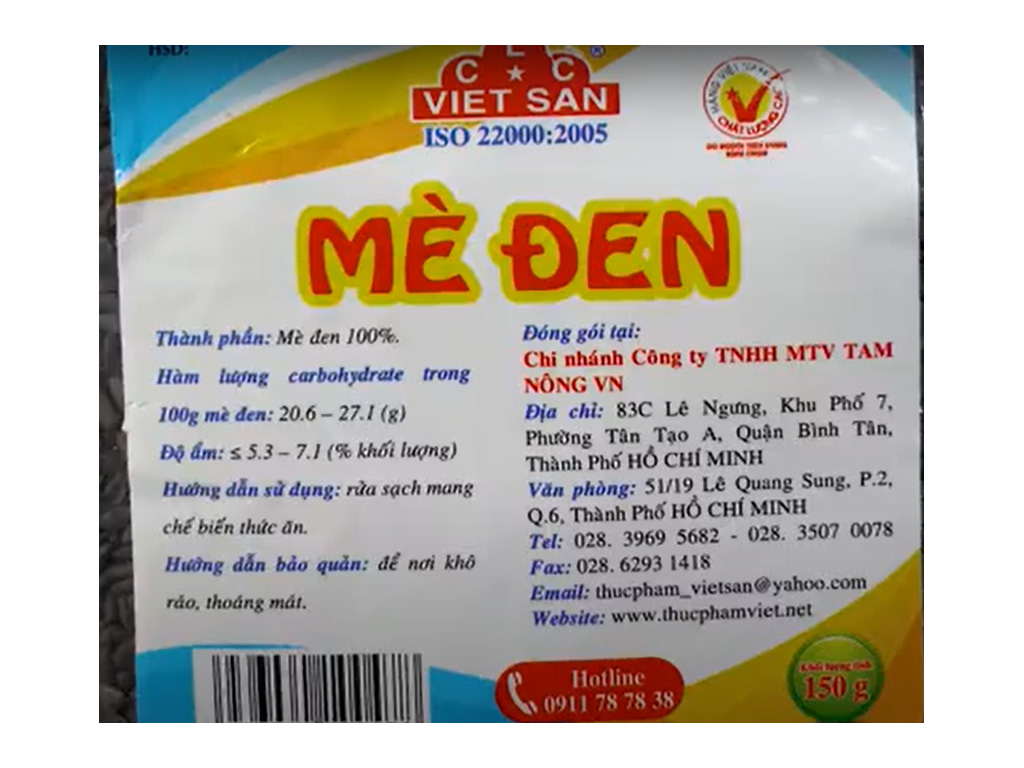 HSD:
C L C ®
VIET SAN
ISO 22000:2005
HÀNG VIỆT NAM
CHẤT LƯỢNG CAO
DO NGƯỜI TIÊU DÙNG
BÌNH CHỌN
MÈ ĐEN
Thành phần: Mè đen 100%.
Hàm lượng carbohydrate trong
100g mè đen: 20.6 – 27.1 (g)
Độ ẩm: ≤ 5.3 – 7.1 (% khối lượng)
Hướng dẫn sử dụng: rửa sạch mang
chế biến thức ăn.
Hướng dẫn bảo quản: để nơi khô
ráo, thoáng mát.
Đóng gói tại:
Chi nhánh Công ty TNHH MTV TAM
NÔNG VN
Địa chỉ: 83C Lê Ngưng, Khu Phố 7,
Phường Tân Tạo A, Quận Bình Tân,
Thành Phố HỒ CHÍ MINH
Văn phòng: 51/19 Lê Quang Sung, P.2,
Q.6, Thành Phố HỒ CHÍ MINH
Tel: 028. 3969 5682 - 028. 3507 0078
Fax: 028. 6293 1418
Email: thucpham_vietsan@yahoo.com
Website: www.thucphamviet.net
Hotline
0911 78 78 38
Khối lượng tịnh
150 g